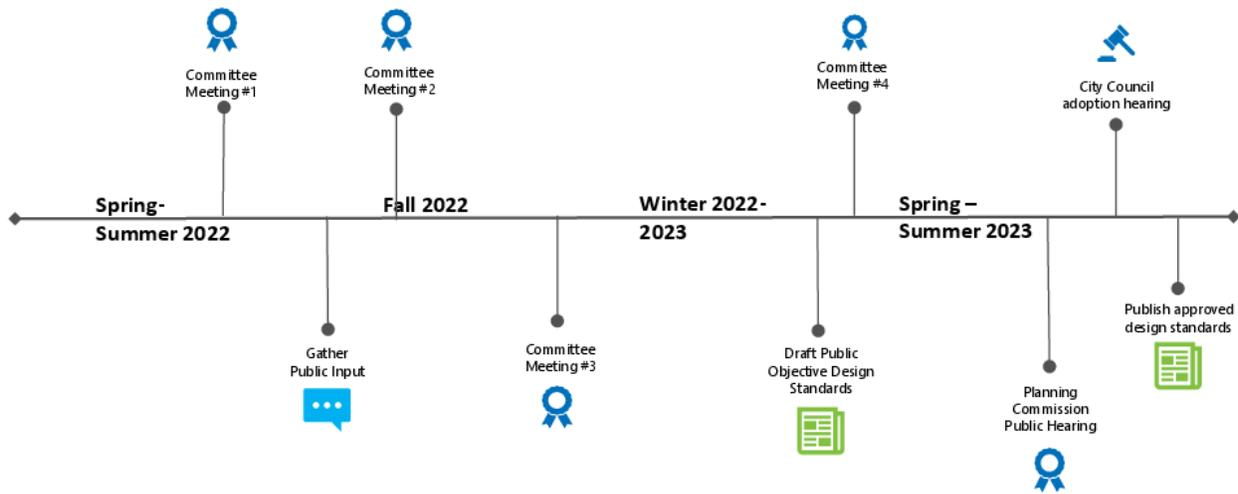 Committee
Meeting #1
Committee
Meeting #2
Committee
Meeting #4
City Council
adoption hearing
Spring-
Summer 2022
Fall 2022
Winter 2022-
2023
Spring –
Summer 2023
Gather
Public Input
Committee
Meeting #3
Draft Public
Objective Design
Standards
Planning
Commission
Public Hearing
Publish approved
design standards